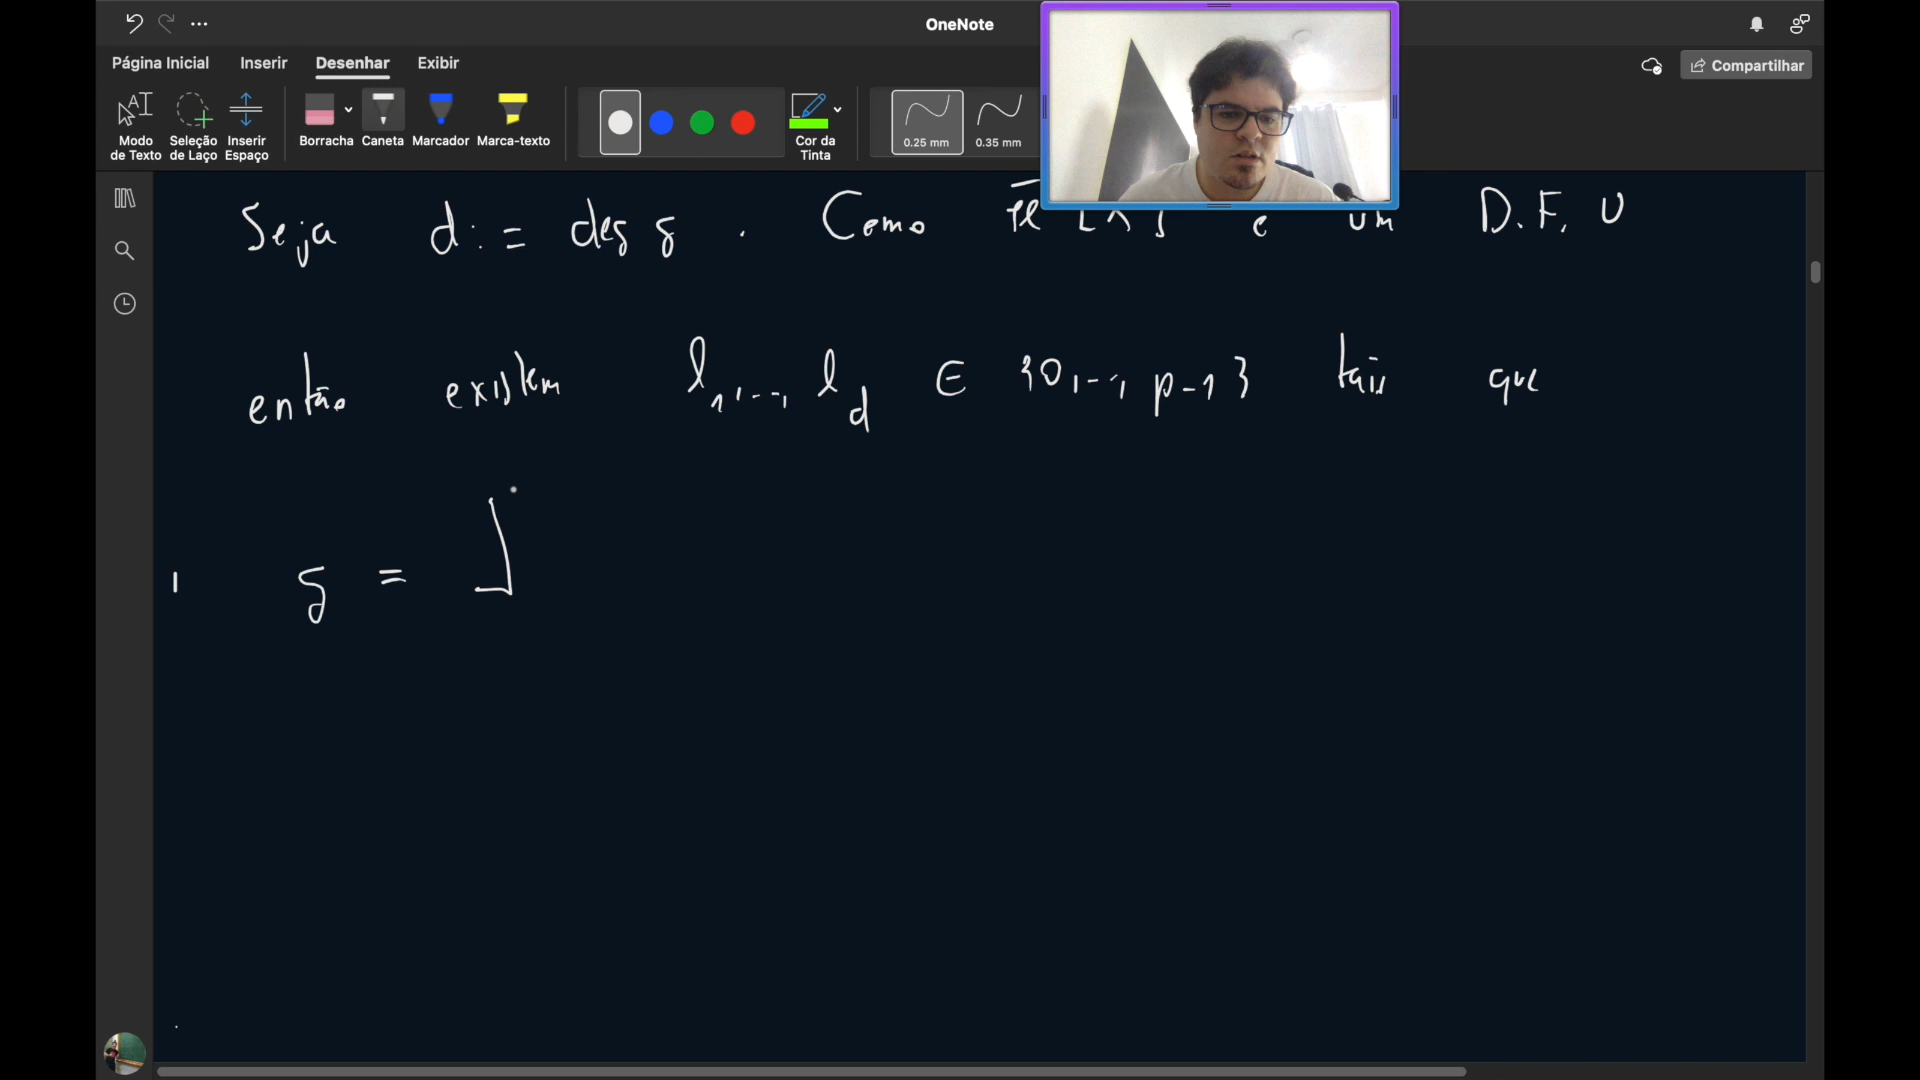 OneNote
Página Inicial Inserir Desenhar Exibir
Compartilhar
Modo de Texto Seleção de Laço Inserir Espaço Borracha Caneta Marcador Marca-texto Cor da Tinta 0.25 mm 0.35 mm
Seja d := deg g . Como [X] é um D.F.U
então existem l₁, ..., l_d ∈ {0, ..., p-1} tais que
g =